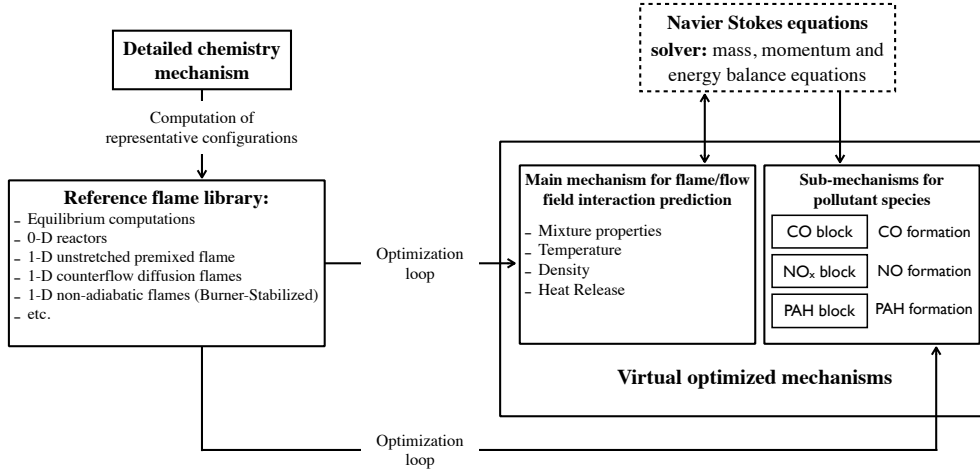 Detailed chemistry
mechanism
Computation of
representative configurations
Reference flame library:
- Equilibrium computations
- 0-D reactors
- 1-D unstretched premixed flame
- 1-D counterflow diffusion flames
- 1-D non-adiabatic flames (Burner-Stabilized)
- etc.
Optimization
loop
Navier Stokes equations
solver: mass, momentum and
energy balance equations
Main mechanism for flame/flow
field interaction prediction
- Mixture properties
- Temperature
- Density
- Heat Release
Sub-mechanisms for
pollutant species
CO block CO formation
NOₓ block NO formation
PAH block PAH formation
Virtual optimized mechanisms
Optimization
loop